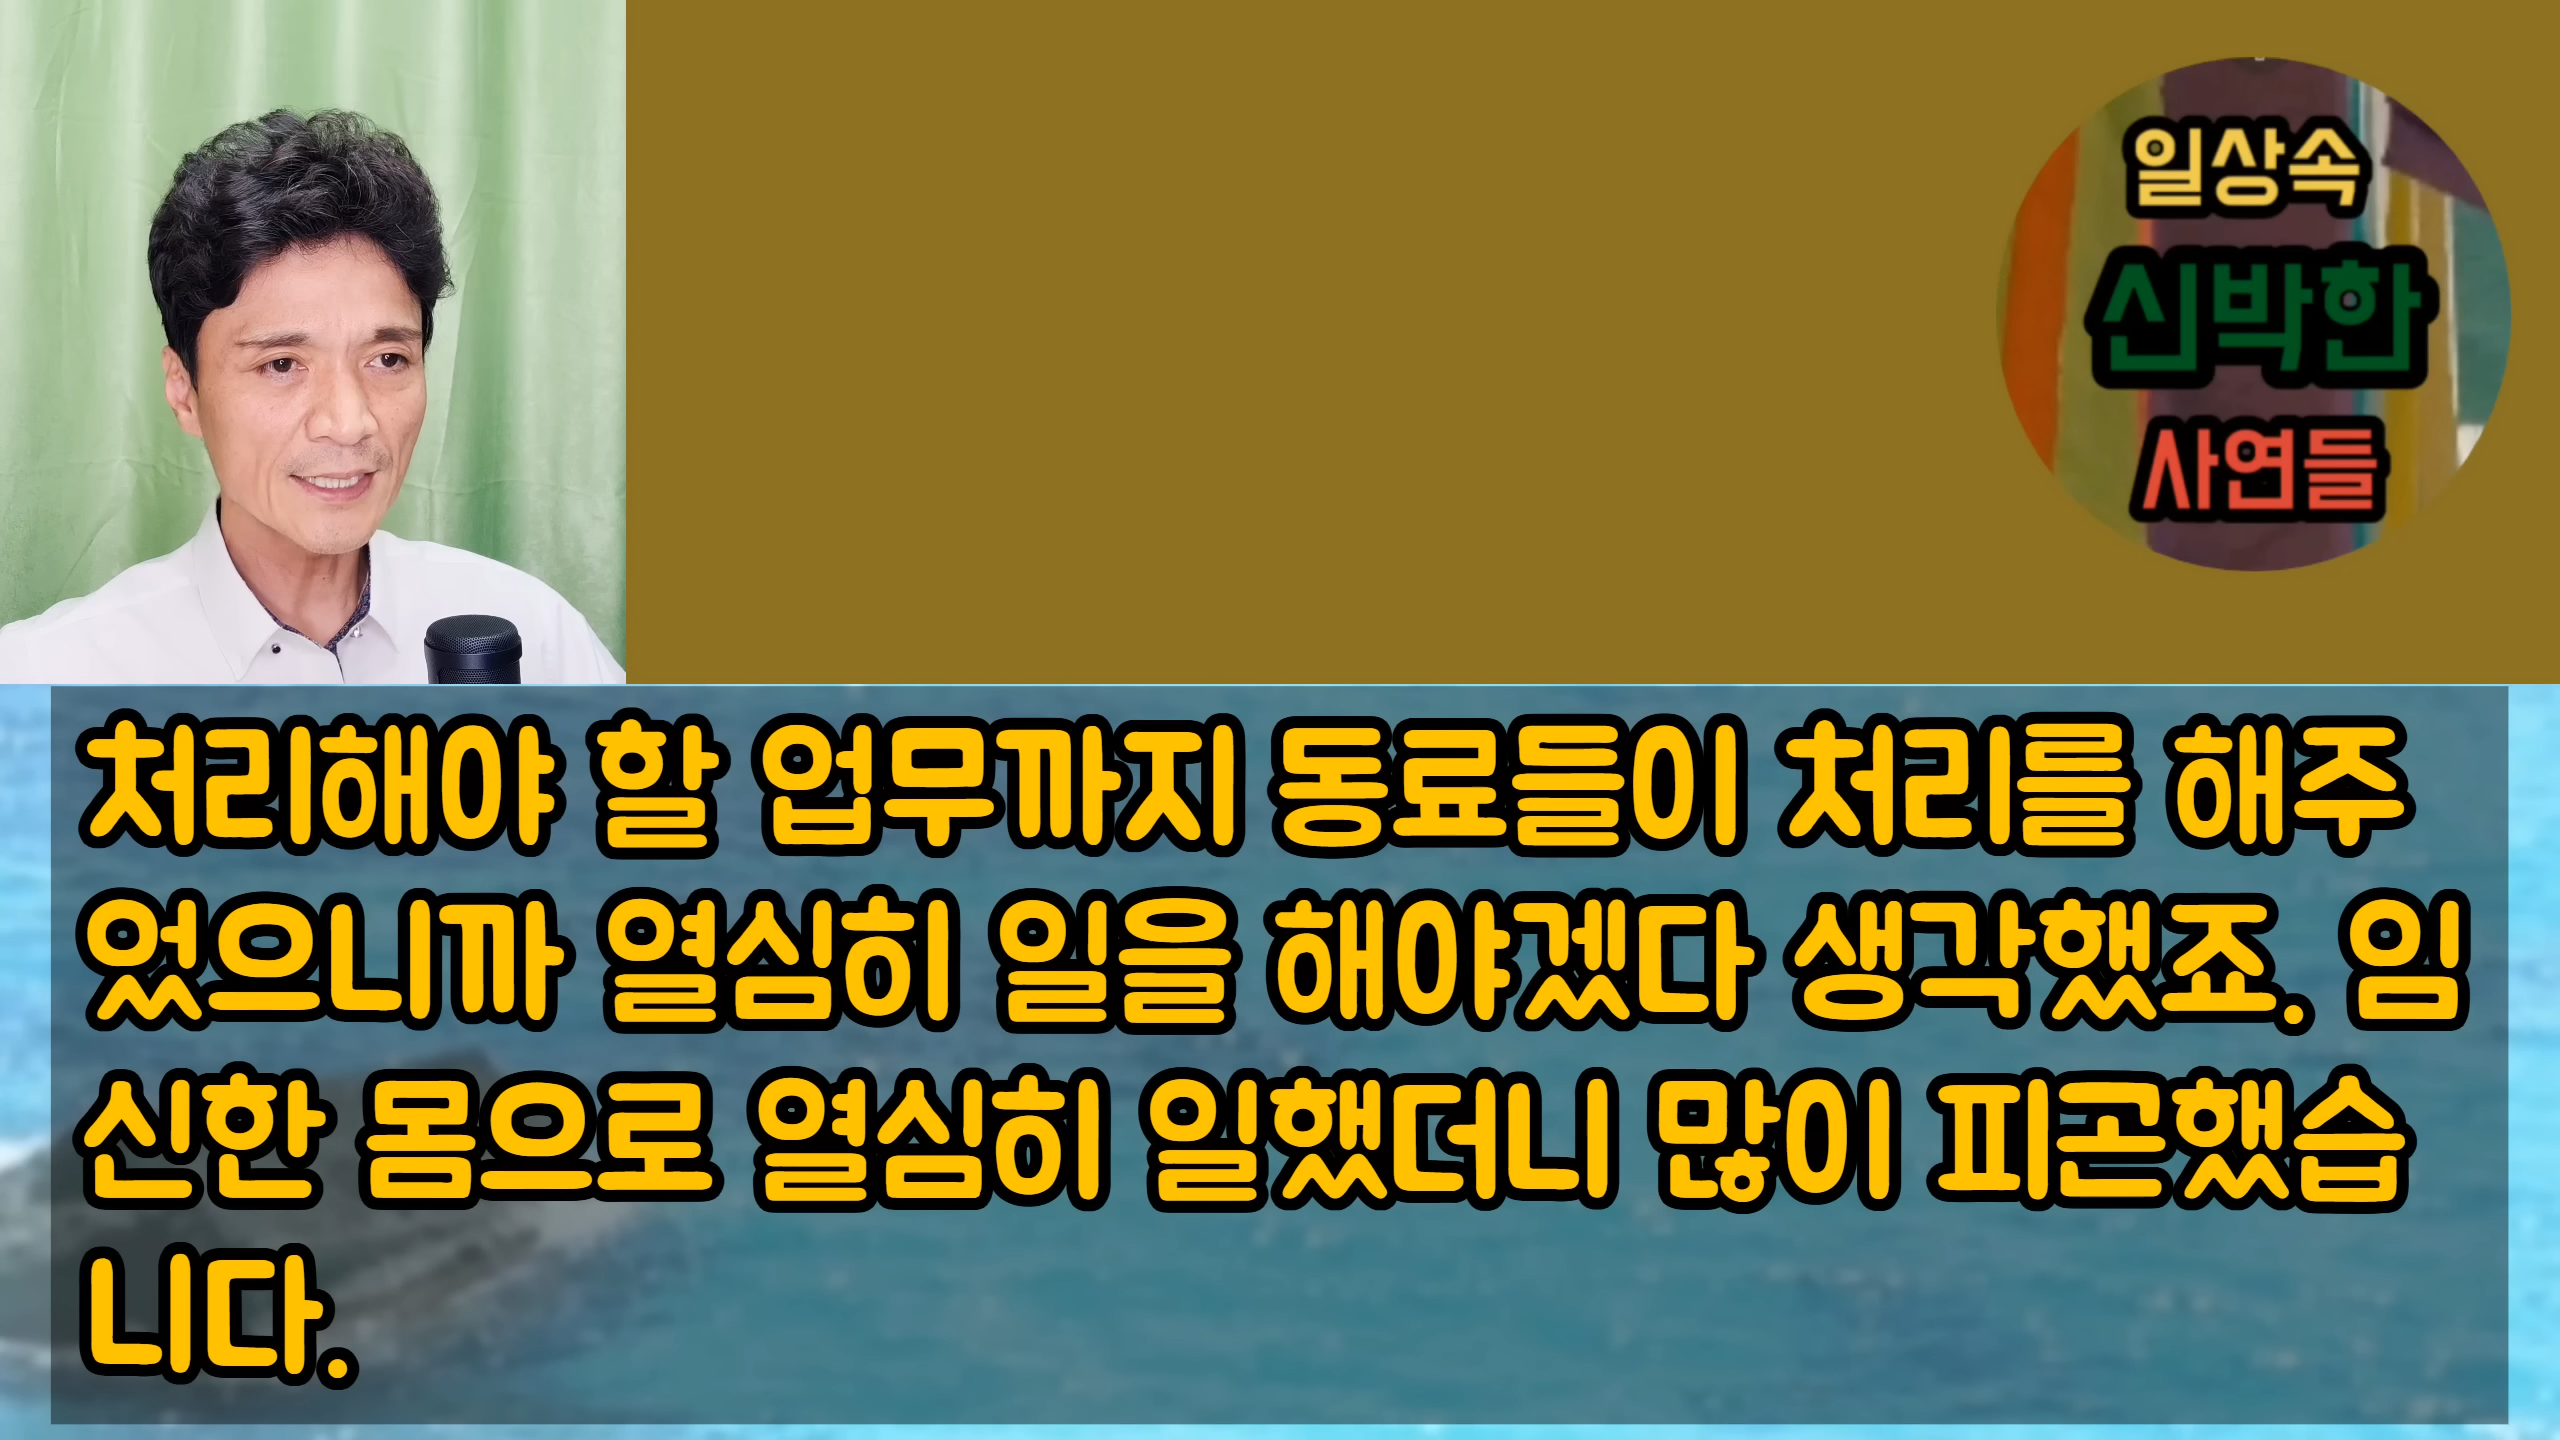 일상속
신박한
사연들
처리해야 할 업무까지 동료들이 처리를 해주
었으니까 열심히 일을 해야겠다 생각했죠. 임
신한 몸으로 열심히 일했더니 많이 피곤했습
니다.